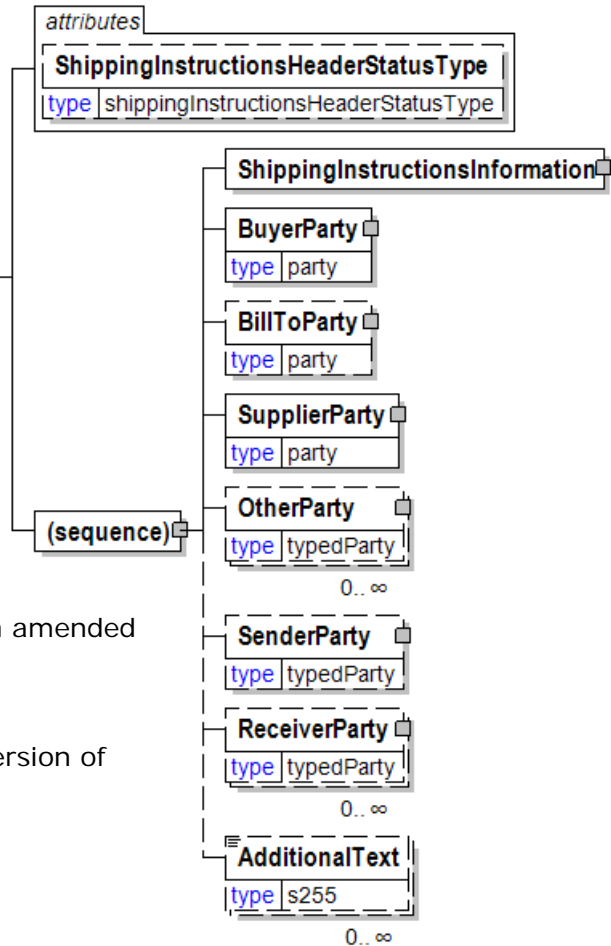 attributes
ShippingInstructionsHeaderStatusType
type shippingInstructionsHeaderStatusType
ShippingInstructionsInformation
BuyerParty
type party
BillToParty
type party
SupplierParty
type party
OtherParty
(sequence)
type typedParty
0.. ∞
amended
SenderParty
type typedParty
ReceiverParty
ersion of
type typedParty
0.. ∞
AdditionalText
type s255
0.. ∞